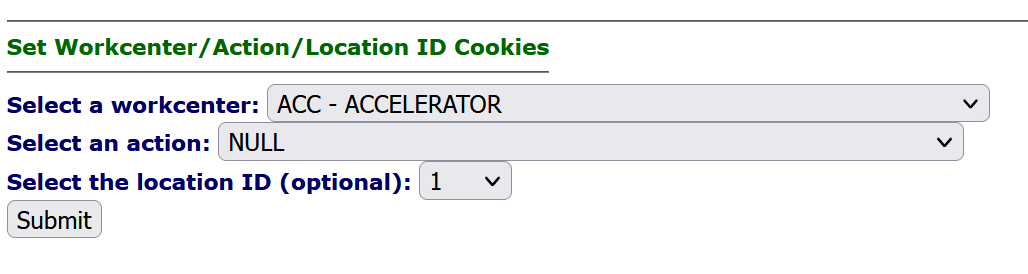 Set Workcenter/Action/Location ID Cookies
Select a workcenter: ACC - ACCELERATOR
Select an action: NULL
Select the location ID (optional): 1
Submit